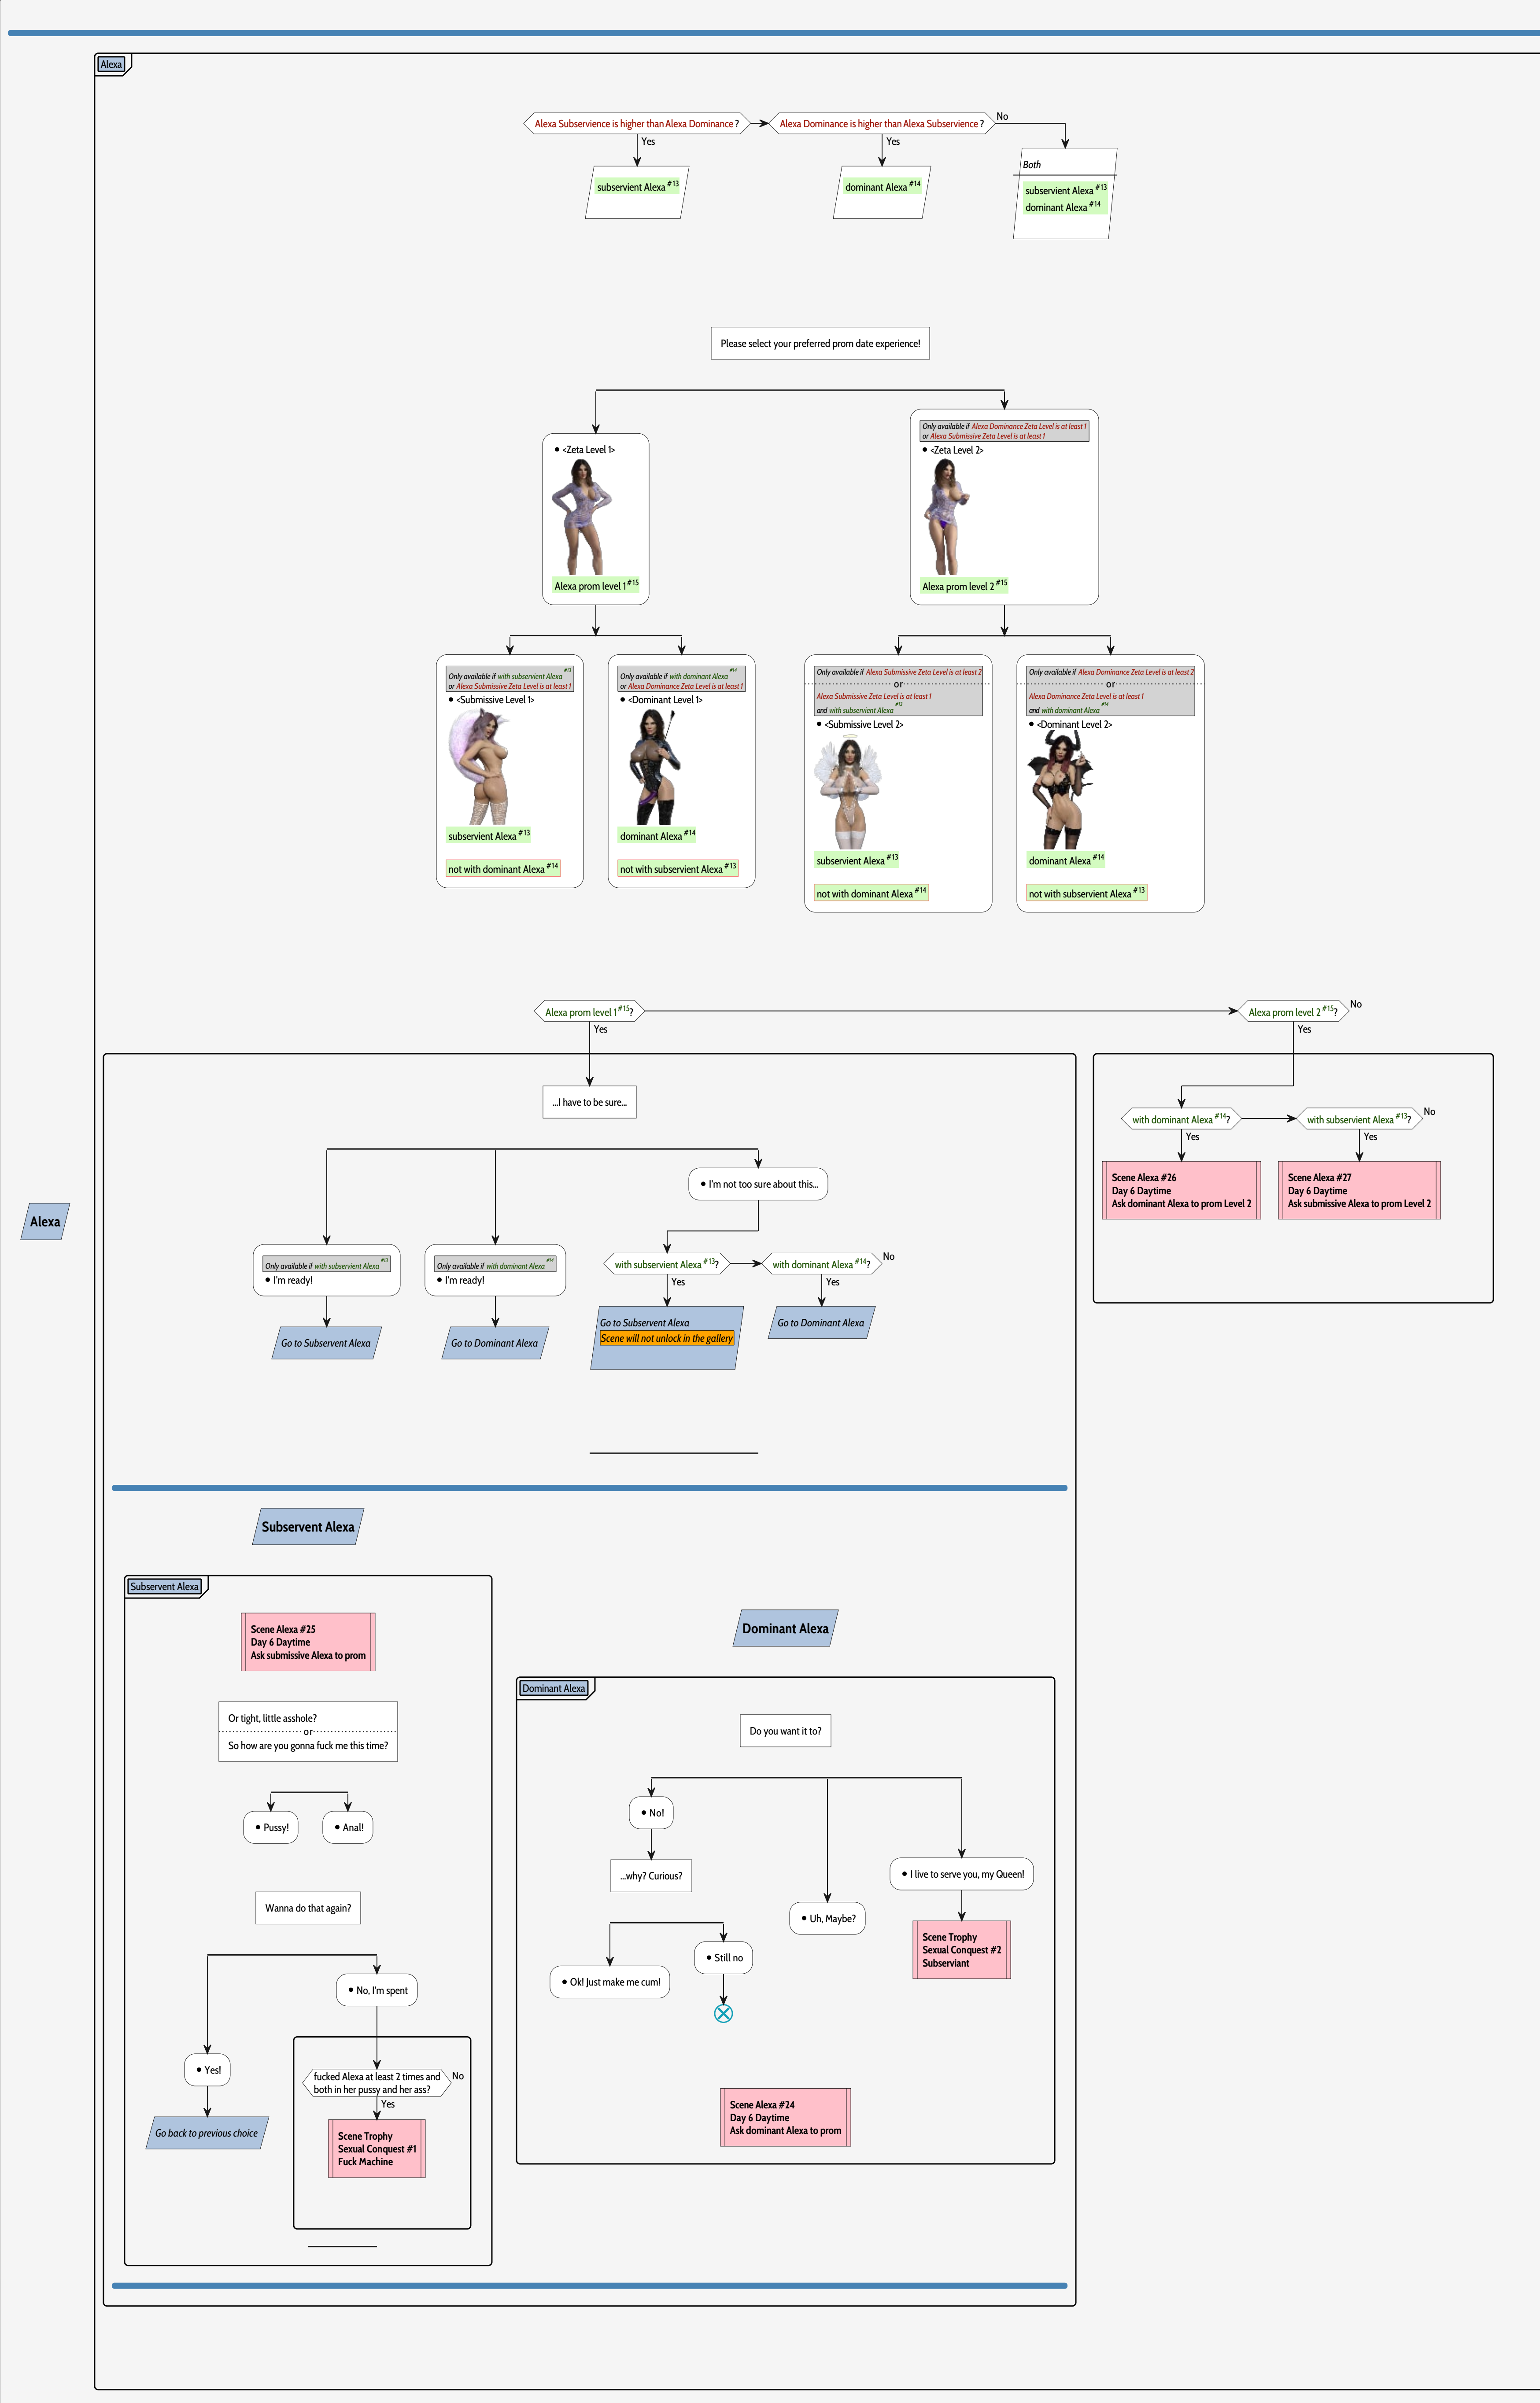 Alexa
Alexa Subservience is higher than Alexa Dominance ?
Yes
subservient Alexa #13
Alexa Dominance is higher than Alexa Subservience ?
Yes
dominant Alexa #14
No
Both
subservient Alexa #13
dominant Alexa #14
Please select your preferred prom date experience!
<Zeta Level 1>
Alexa prom level 1 #15
Only available if Alexa Dominance Zeta Level is at least 1
or Alexa Submissive Zeta Level is at least 1
<Zeta Level 2>
Alexa prom level 2 #15
Only available if with subservient Alexa #13
or Alexa Submissive Zeta Level is at least 1
<Submissive Level 1>
subservient Alexa #13
not with dominant Alexa #14
Only available if with dominant Alexa #14
or Alexa Dominance Zeta Level is at least 1
<Dominant Level 1>
dominant Alexa #14
not with subservient Alexa #13
Only available if Alexa Submissive Zeta Level is at least 2
or
Alexa Submissive Zeta Level is at least 1
and with subservient Alexa #13
<Submissive Level 2>
subservient Alexa #13
not with dominant Alexa #14
Only available if Alexa Dominance Zeta Level is at least 2
or
Alexa Dominance Zeta Level is at least 1
and with dominant Alexa #14
<Dominant Level 2>
dominant Alexa #14
not with subservient Alexa #13
Alexa prom level 1 #15?
Yes
Alexa prom level 2 #15?
No
Yes
...I have to be sure...
Only available if with subservient Alexa #13
I'm ready!
Go to Subservent Alexa
Only available if with dominant Alexa #14
I'm ready!
Go to Dominant Alexa
I'm not too sure about this...
with subservient Alexa #13?
Yes
Go to Subservent Alexa
Scene will not unlock in the gallery
with dominant Alexa #14?
No
Yes
Go to Dominant Alexa
with dominant Alexa #14?
Yes
Scene Alexa #26
Day 6 Daytime
Ask dominant Alexa to prom Level 2
with subservient Alexa #13?
No
Yes
Scene Alexa #27
Day 6 Daytime
Ask submissive Alexa to prom Level 2
Alexa
Subservent Alexa
Subservent Alexa
Scene Alexa #25
Day 6 Daytime
Ask submissive Alexa to prom
Or tight, little asshole?
or
So how are you gonna fuck me this time?
Pussy!
Anal!
Wanna do that again?
Yes!
Go back to previous choice
No, I'm spent
fucked Alexa at least 2 times and
both in her pussy and her ass?
No
Yes
Scene Trophy
Sexual Conquest #1
Fuck Machine
Dominant Alexa
Dominant Alexa
Do you want it to?
No!
...why? Curious?
Ok! Just make me cum!
Still no
Uh, Maybe?
I live to serve you, my Queen!
Scene Trophy
Sexual Conquest #2
Subserviant
Scene Alexa #24
Day 6 Daytime
Ask dominant Alexa to prom